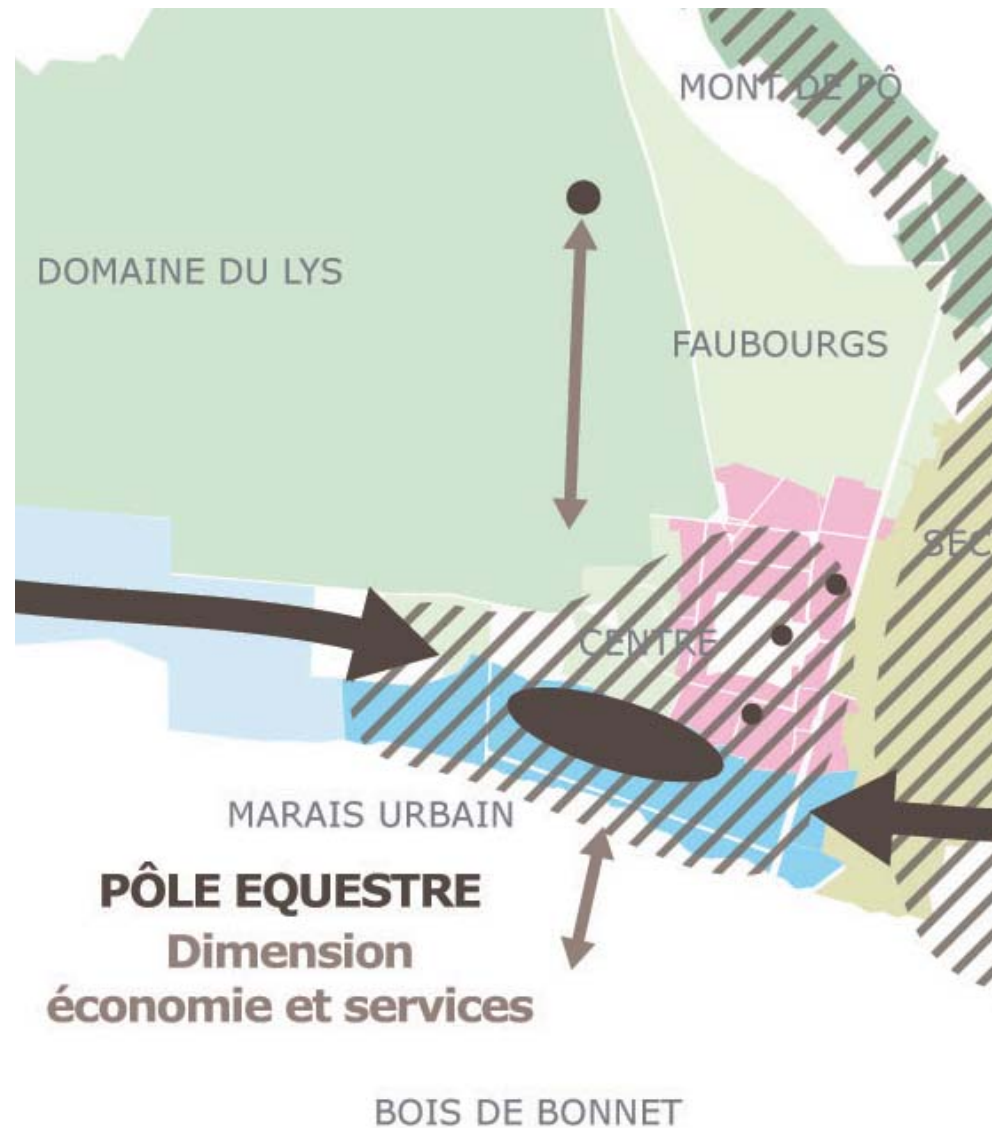 MONT DE PÔ
DOMAINE DU LYS
FAUBOURGS
SEC
CENTRE
MARAIS URBAIN
PÔLE EQUESTRE
Dimension
économie et services
BOIS DE BONNET